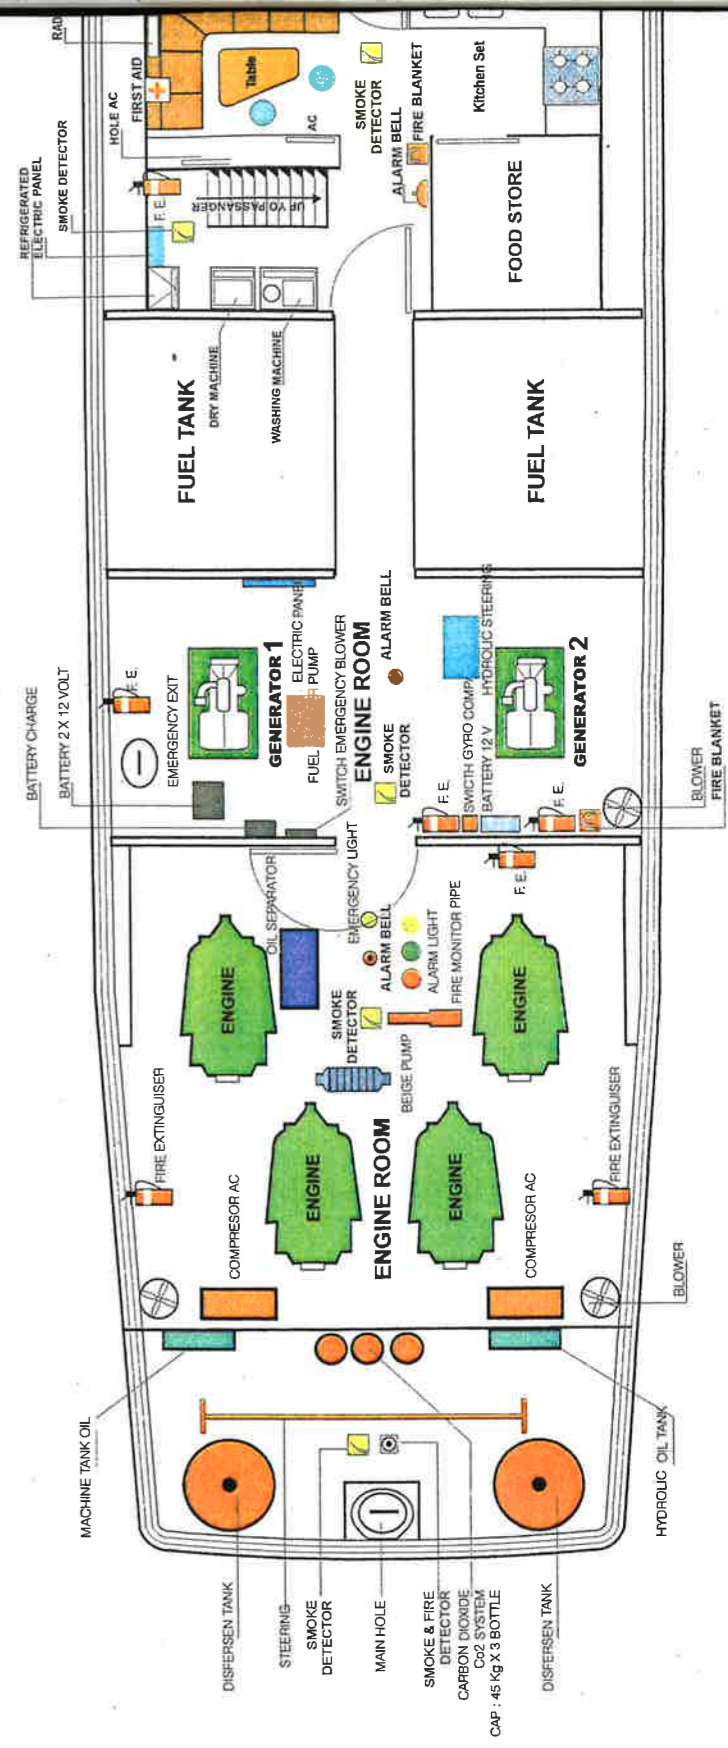 RAD
FIRST AID
HOLE AC
SMOKE DETECTOR
REFRIGERATED
ELECTRIC PANEL
F. E.
Table
AC
UP YO PASSANGER
SMOKE
DETECTOR
ALARM BELL
FIRE BLANKET
Kitchen Set
FOOD STORE
DRY MACHINE
WASHING MACHINE
FUEL TANK
FUEL TANK
BATTERY CHARGE
BATTERY 2 X 12 VOLT
F. E.
EMERGENCY EXIT
GENERATOR 1
ELECTRIC PANE
FUEL
PUMP
SWITCH EMERGENCY BLOWER
ENGINE ROOM
ALARM BELL
SMOKE
DETECTOR
HYDROLIC STEERING
SWICTH GYRO COMP
BATTERY 12 V
GENERATOR 2
F. E.
F. E.
BLOWER
FIRE BLANKET
F. E.
OIL SEPARATOR
EMERGENCY LIGHT
ALARM BELL
ALARM LIGHT
FIRE MONITOR PIPE
SMOKE
DETECTOR
BEIGE PUMP
ENGINE
ENGINE
ENGINE
ENGINE
ENGINE ROOM
FIRE EXTINGUISER
FIRE EXTINGUISER
COMPRESOR AC
COMPRESOR AC
BLOWER
MACHINE TANK OIL
HYDROLIC OIL TANK
DISFERSEN TANK
STEERING
SMOKE
DETECTOR
MAIN HOLE
SMOKE & FIRE
DETECTOR
CARBON DIOXIDE
Co2 SYSTEM
CAP : 45 Kg X 3 BOTTLE
DISFERSEN TANK